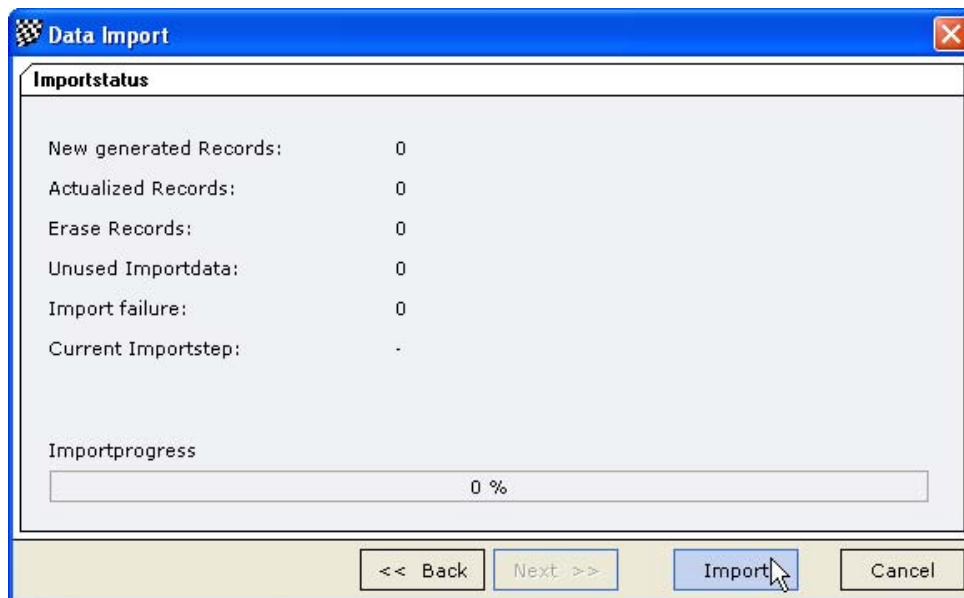 Data Import
Importstatus
New generated Records: 0
Actualized Records: 0
Erase Records: 0
Unused Importdata: 0
Import failure: 0
Current Importstep: -
Importprogress
0 %
<< Back Next >> Import Cancel